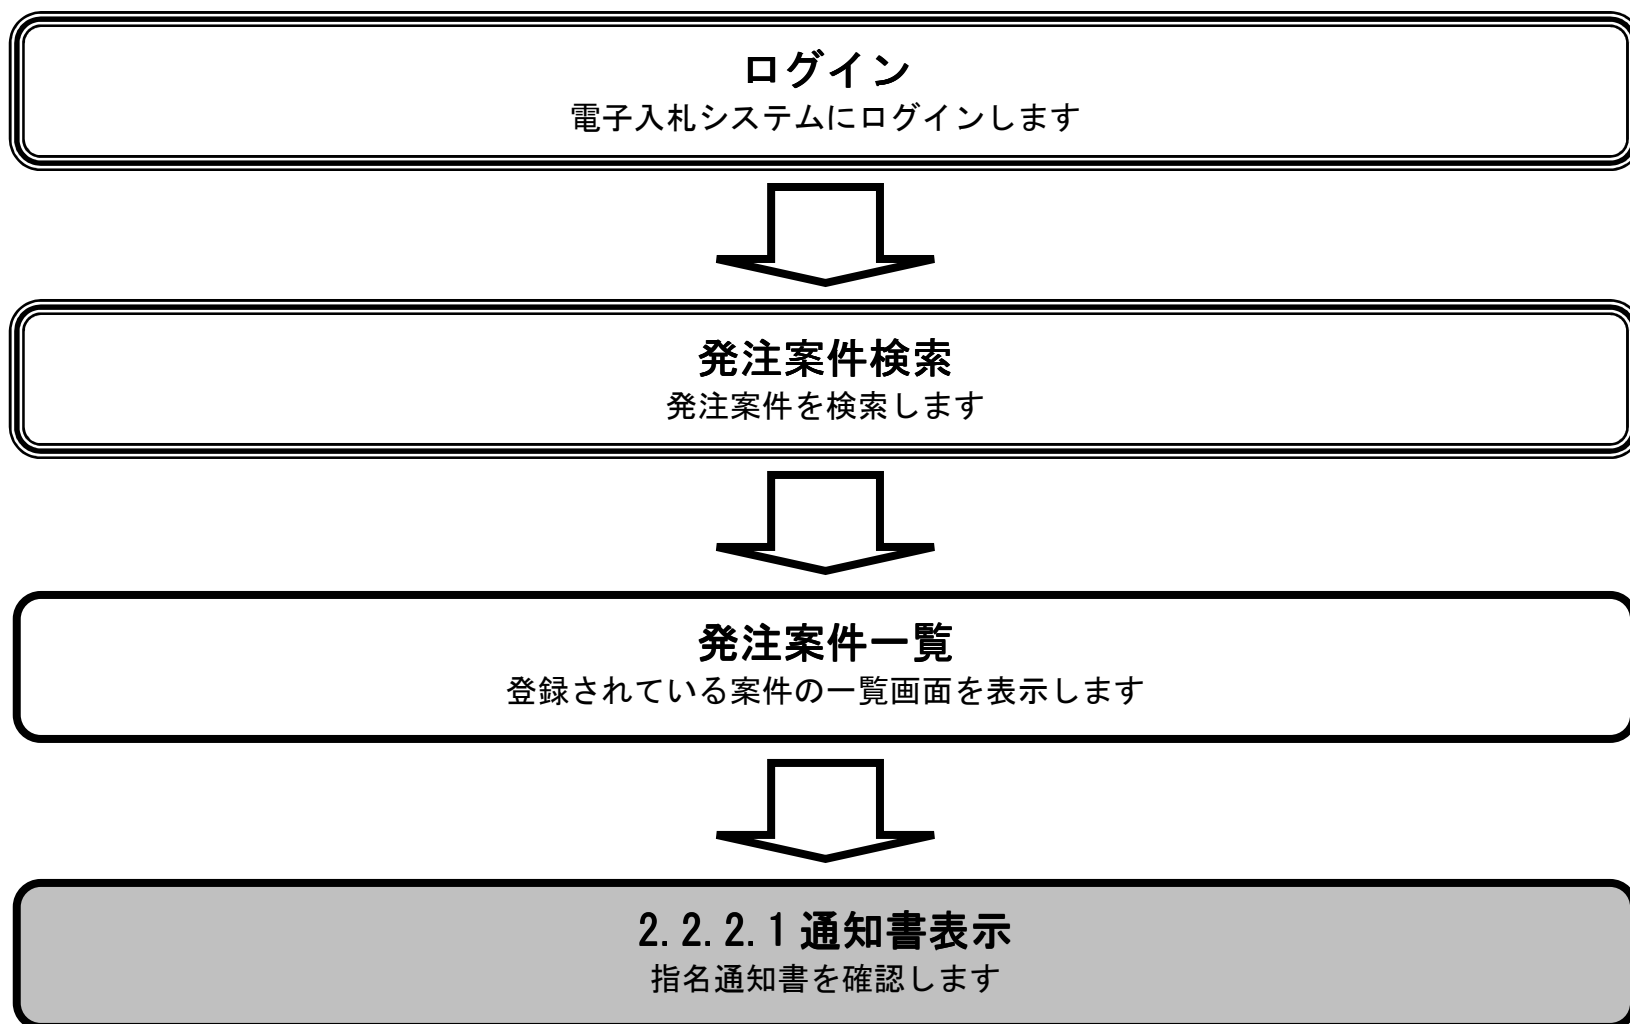 ログイン
電子入札システムにログインします
発注案件検索
発注案件を検索します
発注案件一覧
登録されている案件の一覧画面を表示します
2.2.2.1通知書表示
指名通知書を確認します